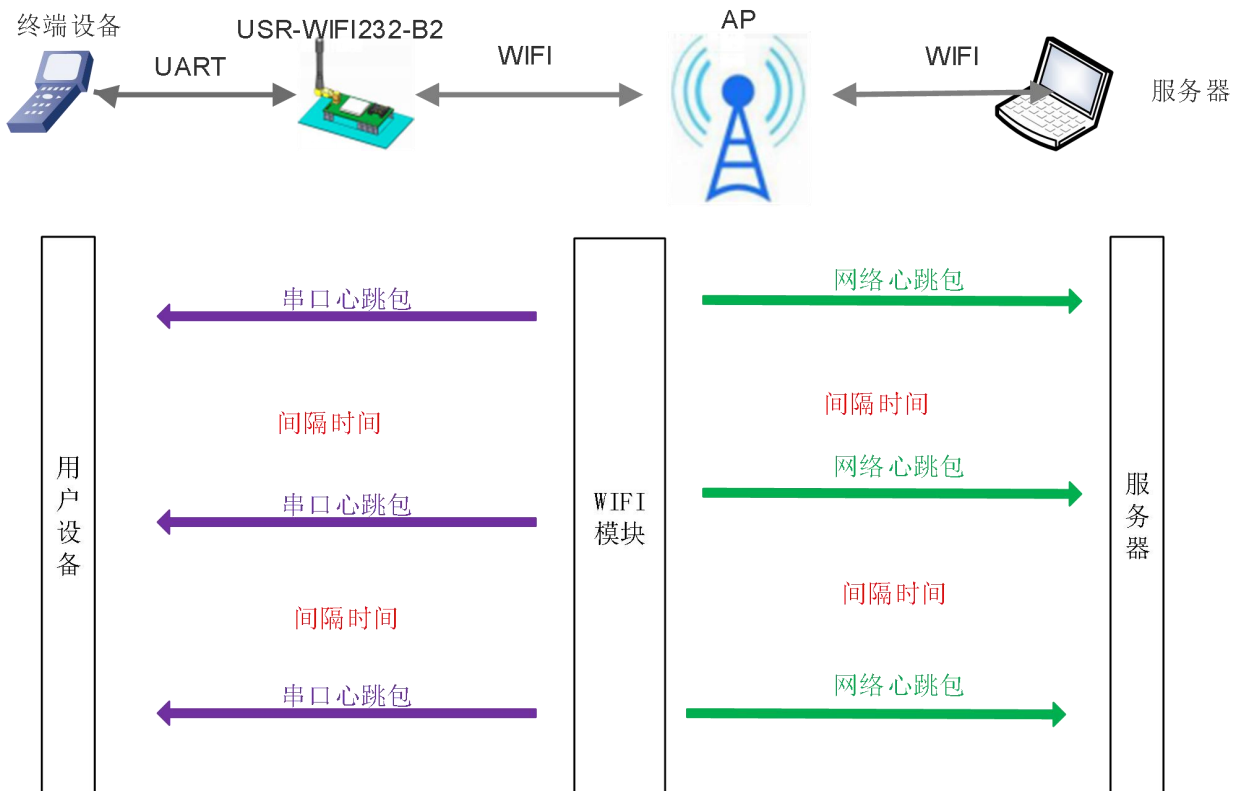 终端设备
USR-WIFI232-B2
AP
UART
WIFI
WIFI
服务器
串口心跳包
网络心跳包
间隔时间
间隔时间
用户设备
串口心跳包
WIFI
模块
网络心跳包
服务器
间隔时间
间隔时间
串口心跳包
网络心跳包